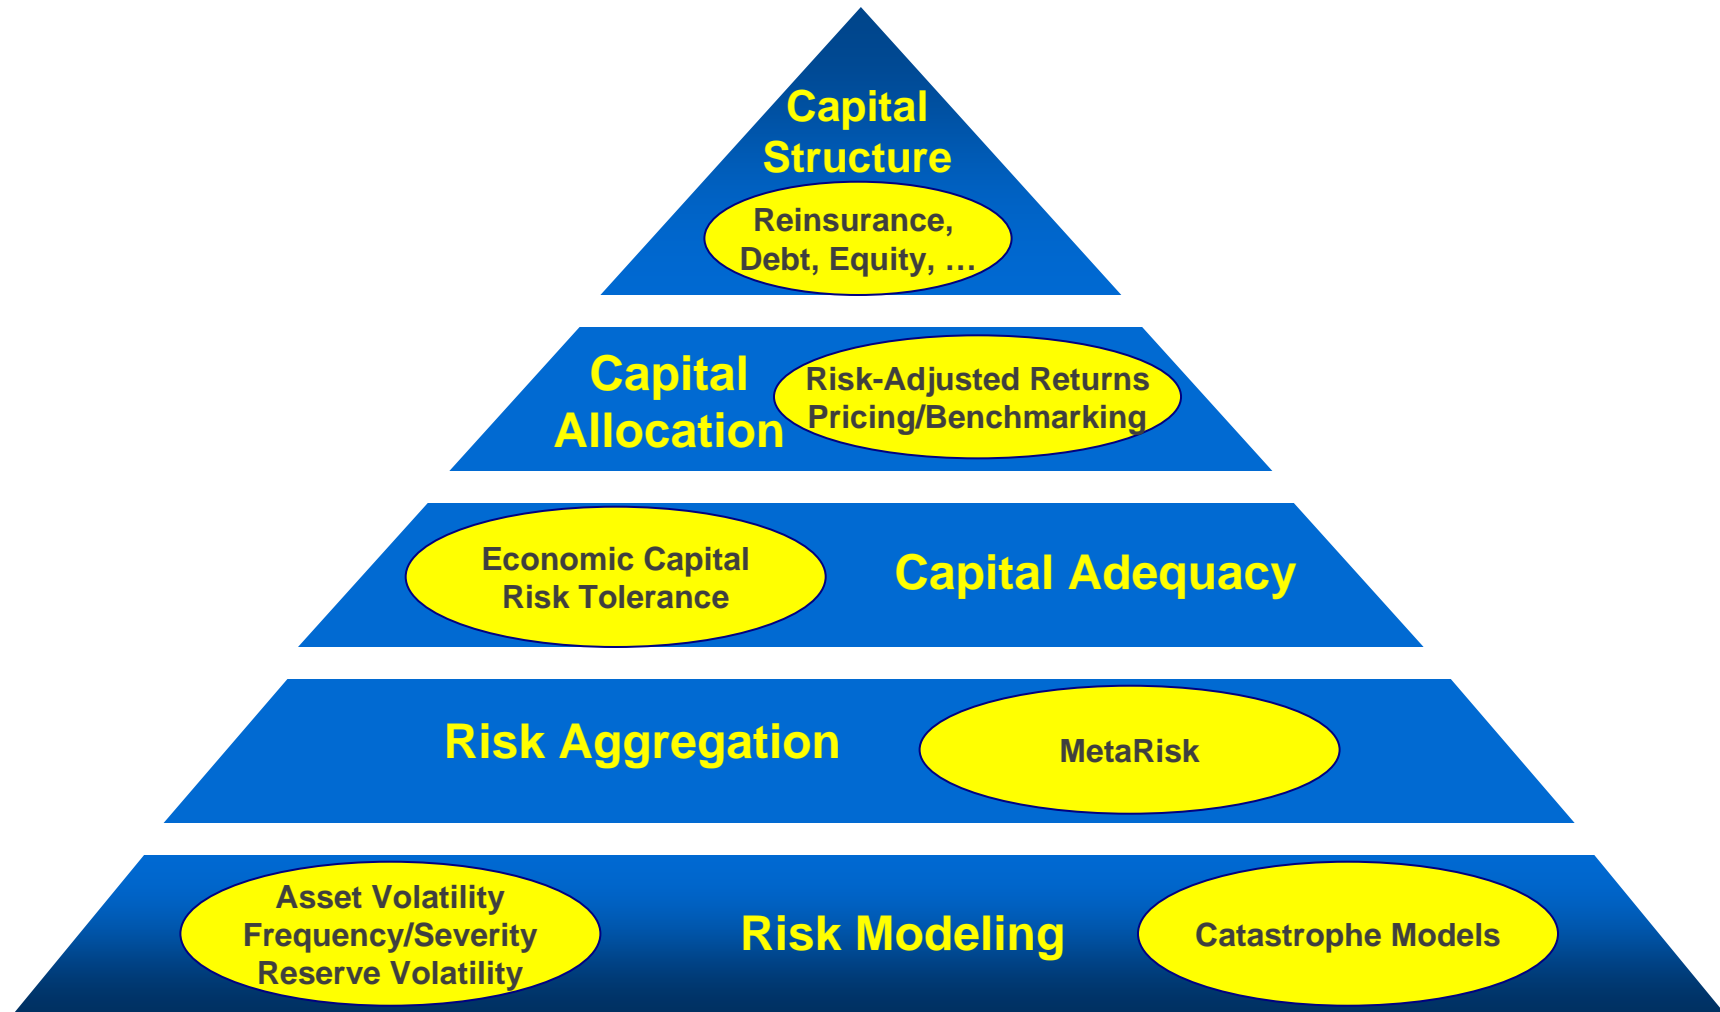 Capital
Structure
Reinsurance,
Debt, Equity, …
Capital
Allocation
Risk-Adjusted Returns
Pricing/Benchmarking
Economic Capital
Risk Tolerance
Capital Adequacy
Risk Aggregation
MetaRisk
Asset Volatility
Frequency/Severity
Reserve Volatility
Risk Modeling
Catastrophe Models